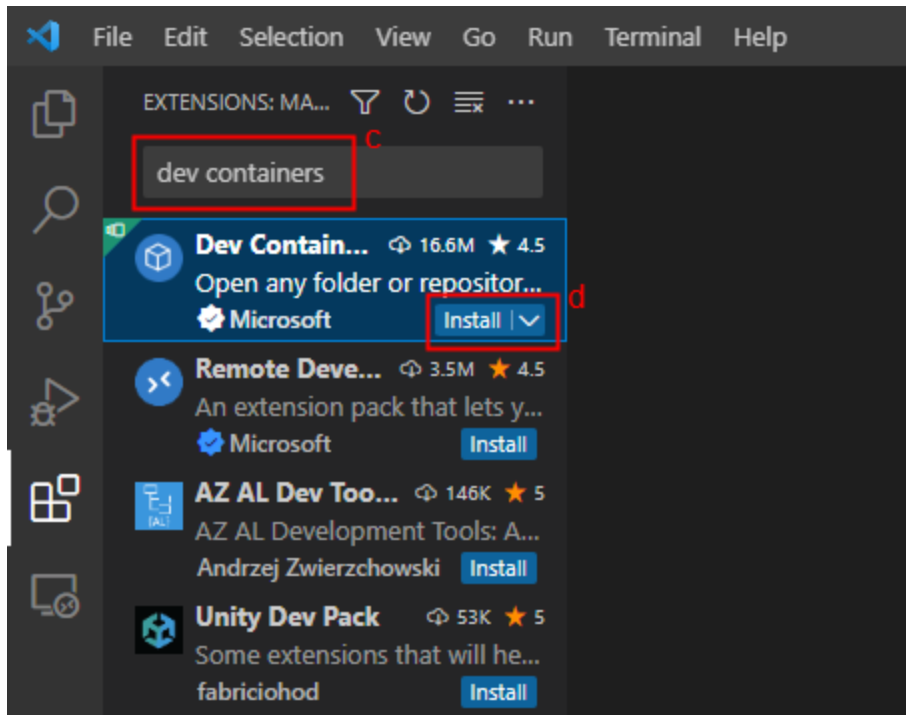 File Edit Selection View Go Run Terminal Help
EXTENSIONS: MA...
c
dev containers
Dev Contain... 16.6M 4.5
Open any folder or repositor...
d
Microsoft Install
Remote Deve... 3.5M 4.5
An extension pack that lets y...
Microsoft Install
AZ AL Dev Too... 146K 5
[AL]
AZ AL Development Tools: A...
Andrzej Zwierzchowski Install
Unity Dev Pack 53K 5
Some extensions that will he...
fabriciohod Install